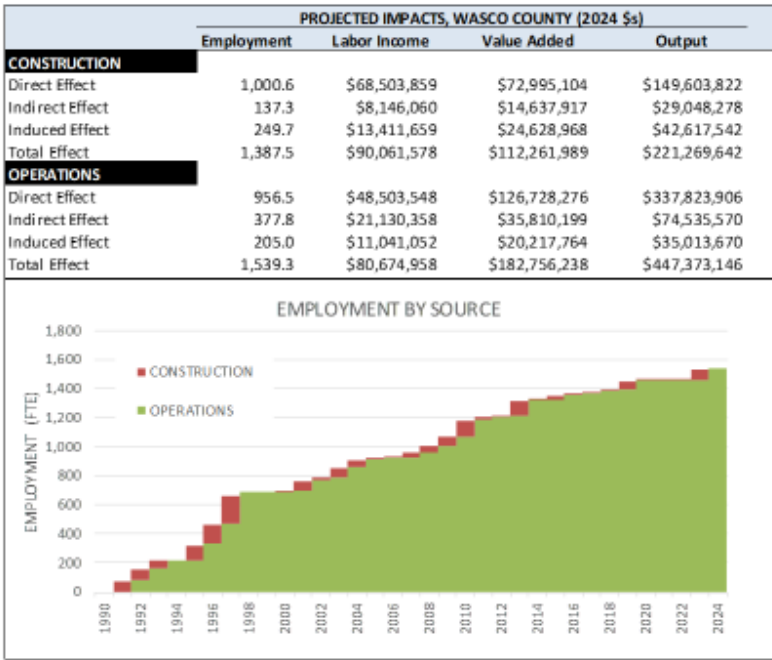 PROJECTED IMPACTS, WASCO COUNTY (2024 $s)
Employment Labor Income Value Added Output
CONSTRUCTION
Direct Effect 1,000.6 $68,503,859 $72,995,104 $149,603,822
Indirect Effect 137.3 $8,146,060 $14,637,917 $29,048,278
Induced Effect 249.7 $13,411,659 $24,628,968 $42,617,542
Total Effect 1,387.5 $90,061,578 $112,261,989 $221,269,642
OPERATIONS
Direct Effect 956.5 $48,503,548 $126,728,276 $337,823,906
Indirect Effect 377.8 $21,130,358 $35,810,199 $74,535,570
Induced Effect 205.0 $11,041,052 $20,217,764 $35,013,670
Total Effect 1,539.3 $80,674,958 $182,756,238 $447,373,146
EMPLOYMENT BY SOURCE
EMPLOYMENT (FTE)
1,800
1,600
1,400
1,200
1,000
800
600
400
200
0
CONSTRUCTION
OPERATIONS
1990 1992 1994 1996 1998 2000 2002 2004 2006 2008 2010 2012 2014 2016 2018 2020 2022 2024